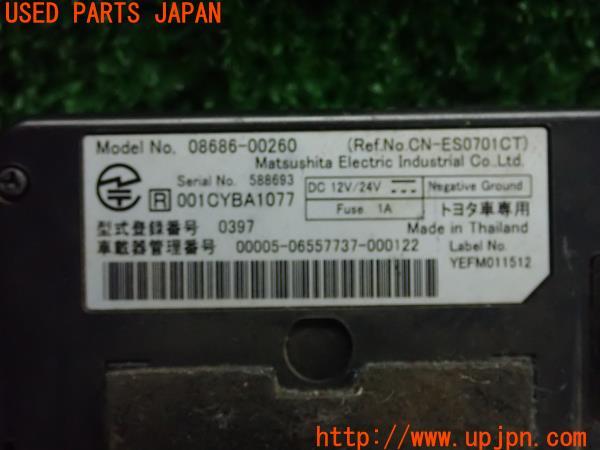 USED PARTS JAPAN
Model No. 08686-00260 (Ref.No.CN-ES0701CT)
Matsushita Electric Industrial Co.,Ltd.
Serial No. 588693
DC 12V/24V Negative Ground
R 001CYBA1077
Fuse 1A トヨタ車専用
型式登録番号 0397 Made in Thailand
車載器管理番号 00005-06557737-000122 Label No.
YEFM011512
UPJ
http://www.upjpn.com/